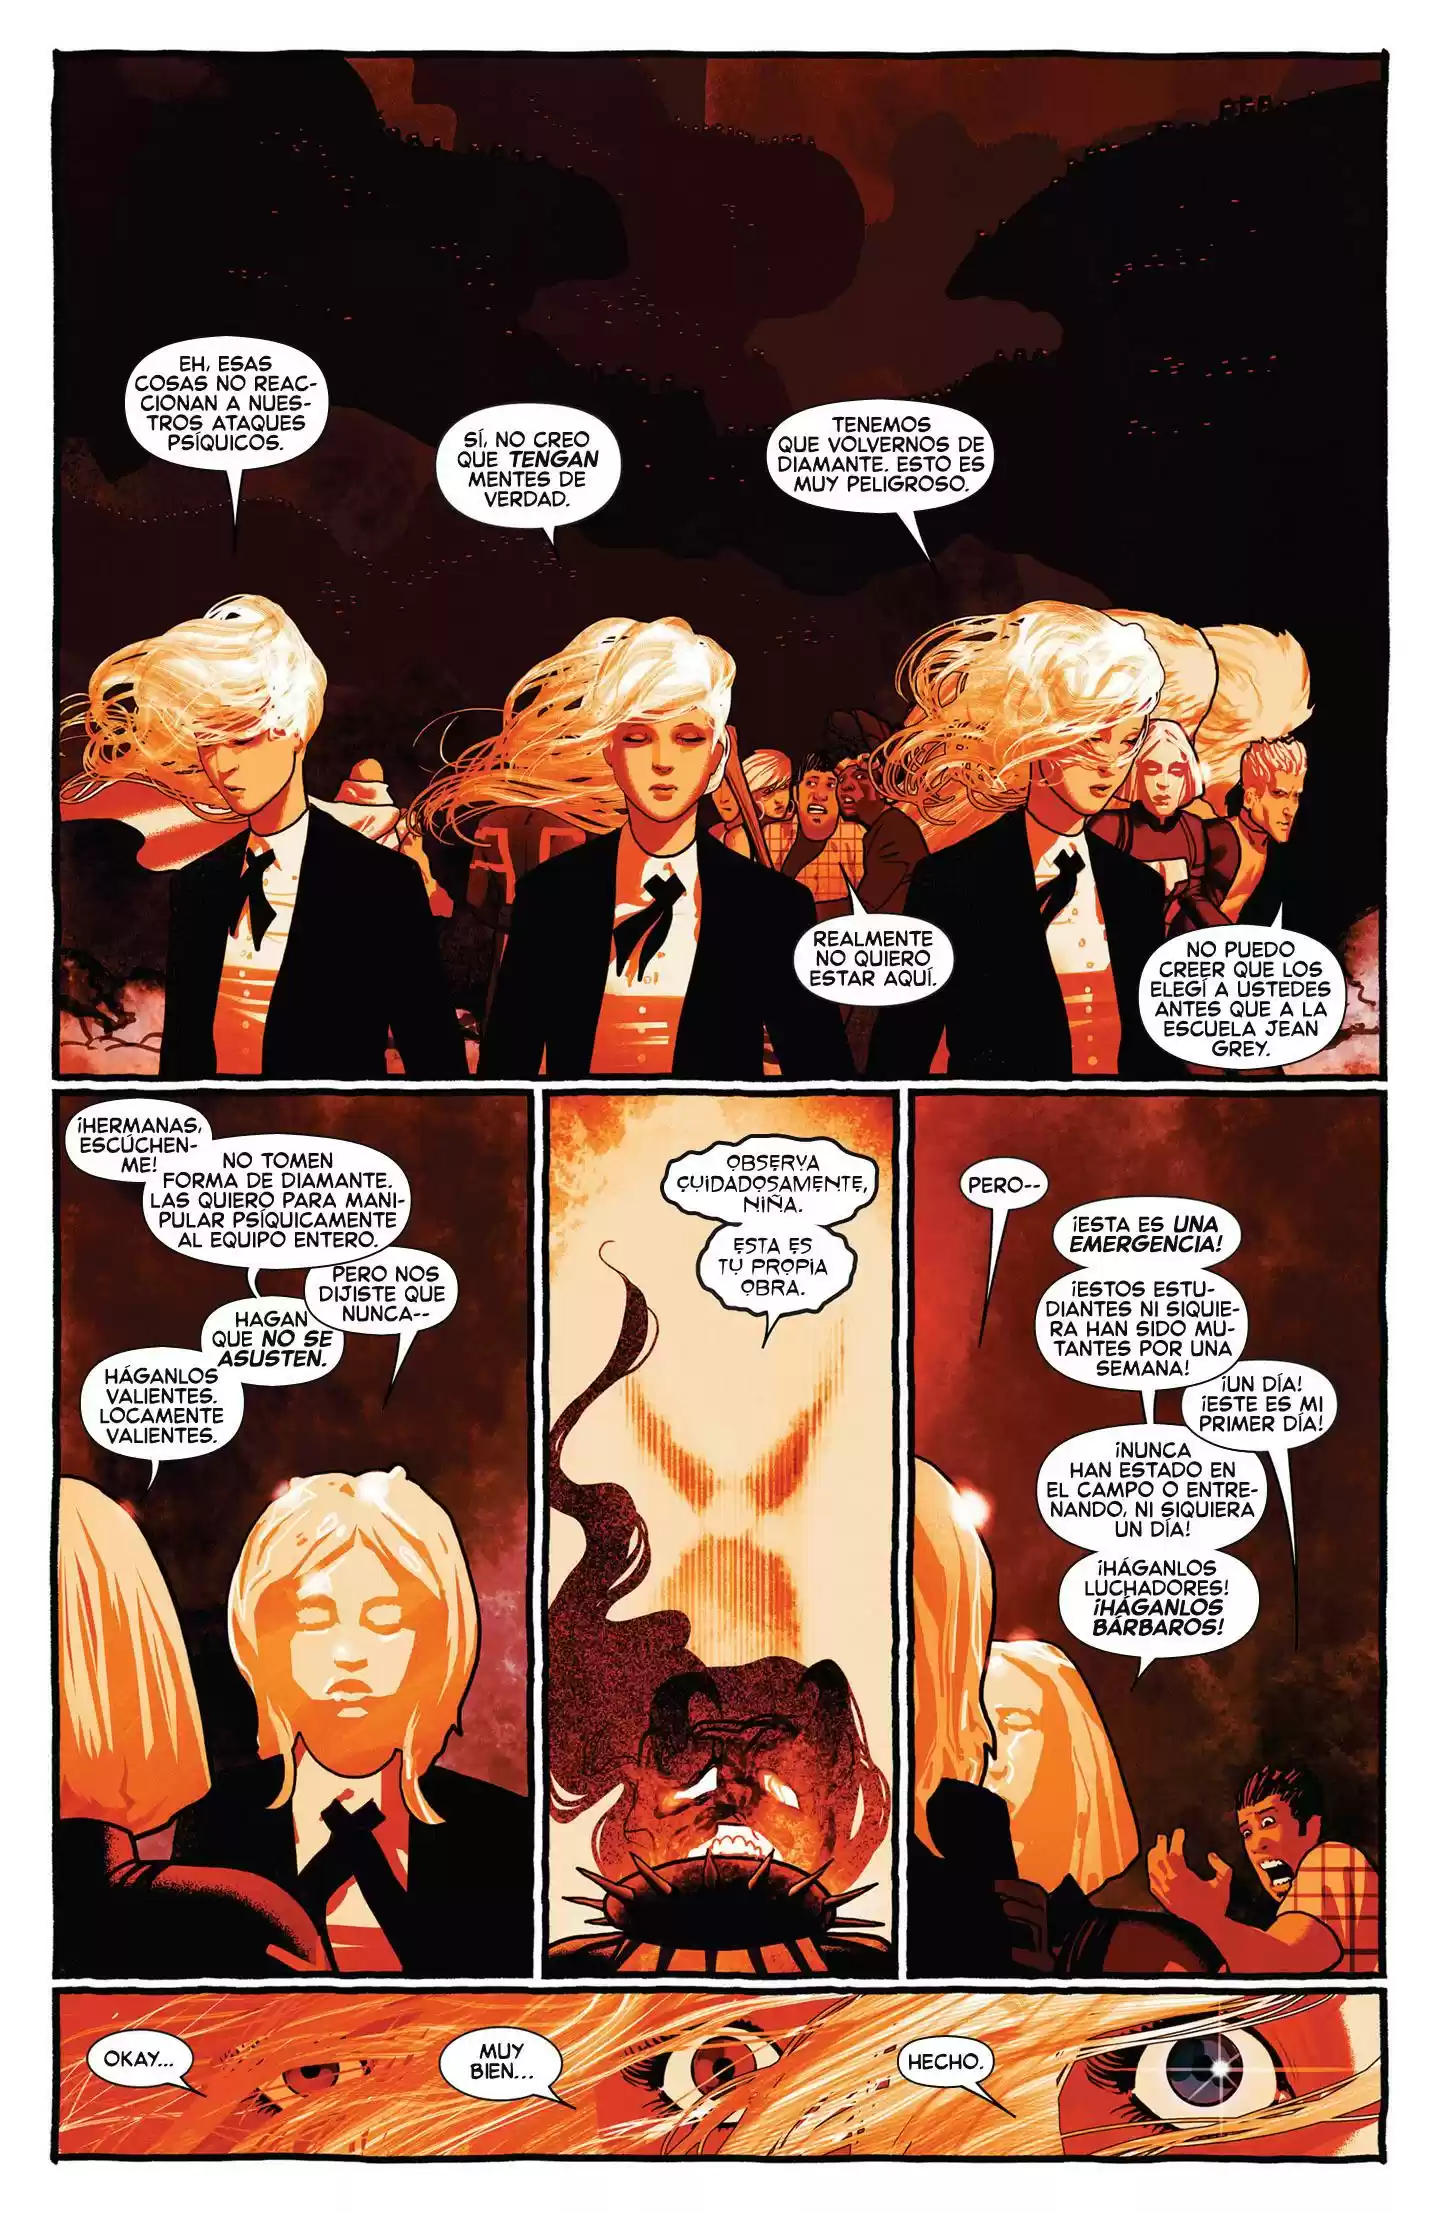 EH, ESAS
COSAS NO REAC-
CIONAN A NUES-
TROS ATAQUES
PSÍQUICOS.
SÍ, NO CREO
QUE TENGAN
MENTES DE
VERDAD.
TENEMOS
QUE VOLVERNOS DE
DIAMANTE. ESTO ES
MUY PELIGROSO.
REALMENTE
NO QUIERO
ESTAR AQUÍ.
NO PUEDO
CREER QUE LOS
ELEGÍ A USTEDES
ANTES QUE A LA
ESCUELA JEAN
GREY.
¡HERMANAS,
ESCÚCHEN-
ME!
NO TOMEN
FORMA DE DIAMANTE.
LAS QUIERO PARA MANI-
PULAR PSÍQUICAMENTE
AL EQUIPO ENTERO.
PERO NOS
DIJISTE QUE
NUNCA--
HAGAN
QUE NO SE
ASUSTEN.
HÁGANLOS
VALIENTES.
LOCAMENTE
VALIENTES.
OBSERVA
CUIDADOSAMENTE,
NIÑA.
ESTA ES
TU PROPIA
OBRA.
PERO--
¡ESTA ES UNA
EMERGENCIA!
¡ESTOS ESTU-
DIANTES NI SIQUIE-
RA HAN SIDO MU-
TANTES POR UNA
SEMANA!
¡UN DÍA!
¡ESTE ES MI
PRIMER DÍA!
¡NUNCA
HAN ESTADO EN
EL CAMPO O ENTRE-
NANDO, NI SIQUIERA
UN DÍA!
¡HÁGANLOS
LUCHADORES!
¡HÁGANLOS
BÁRBAROS!
OKAY...
MUY
BIEN...
HECHO.